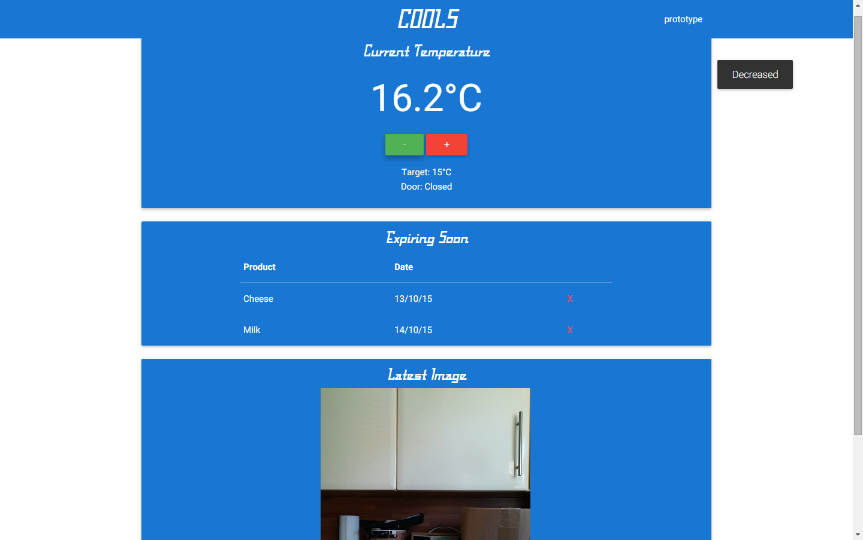 COOLS
prototype
Current Temperature
Decreased
16.2°C
- +
Target: 15°C
Door: Closed
Expiring Soon
Product Date
Cheese 13/10/15 X
Milk 14/10/15 X
Latest Image